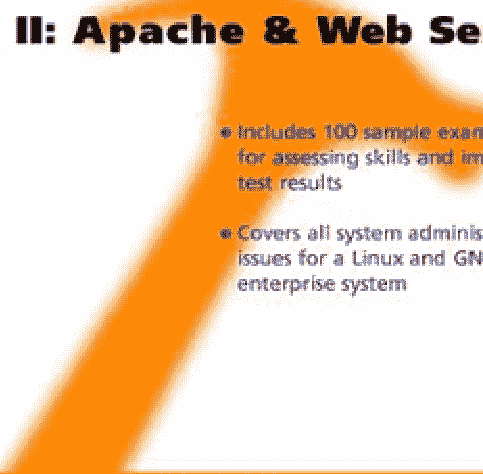 II: Apache & Web Se
• Includes 100 sample exam
for assessing skills and im
test results
• Covers all system adminis
issues for a Linux and GN
enterprise system